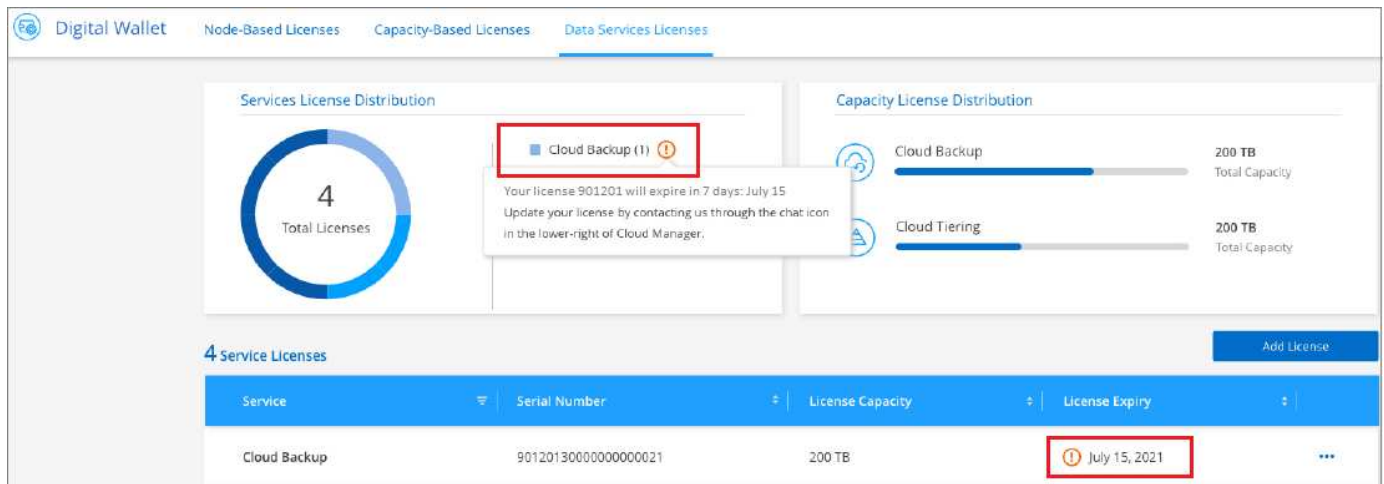 Digital Wallet
Node-Based Licenses
Capacity-Based Licenses
Data Services Licenses
Services License Distribution
4
Total Licenses
Cloud Backup (1)
Your license 901201 will expire in 7 days: July 15
Update your license by contacting us through the chat icon
in the lower-right of Cloud Manager.
Capacity License Distribution
Cloud Backup
200 TB
Total Capacity
Cloud Tiering
200 TB
Total Capacity
4 Service Licenses
Add License
Service
Serial Number
License Capacity
License Expiry
Cloud Backup
90120130000000000021
200 TB
July 15, 2021